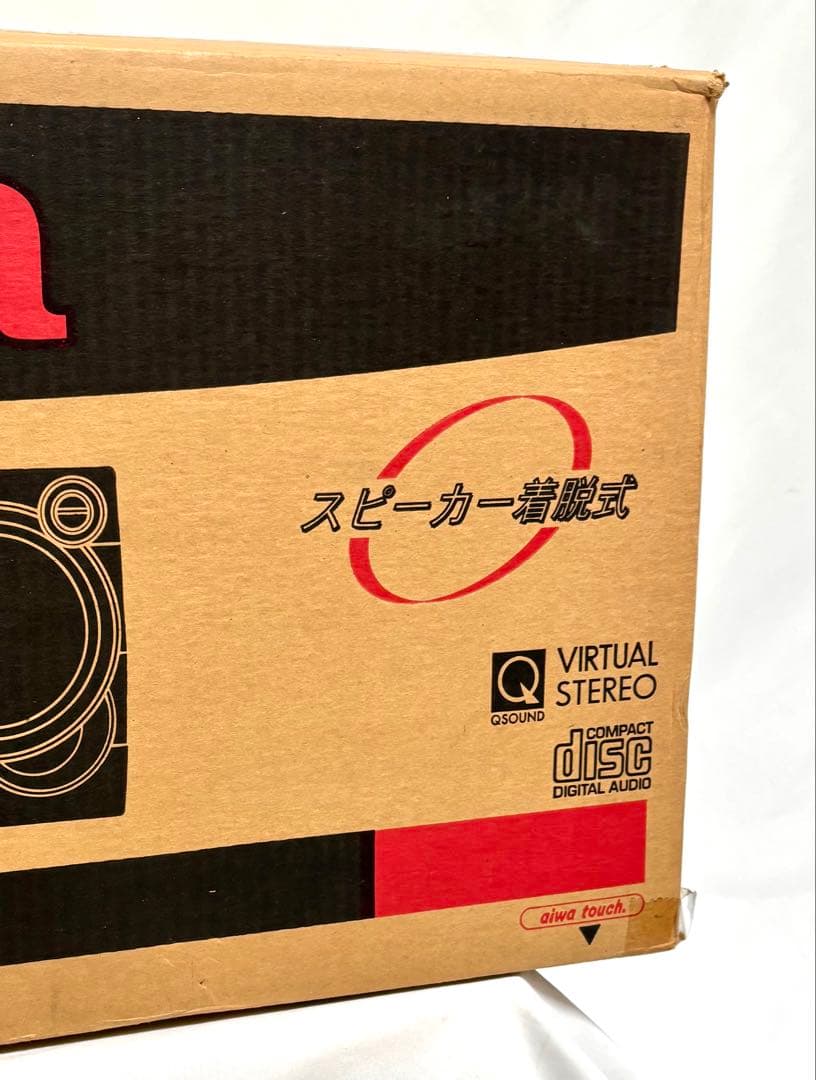 a
スピーカー着脱式
Q VIRTUAL
STEREO
QSOUND
COMPACT
disc
DIGITAL AUDIO
aiwa touch.